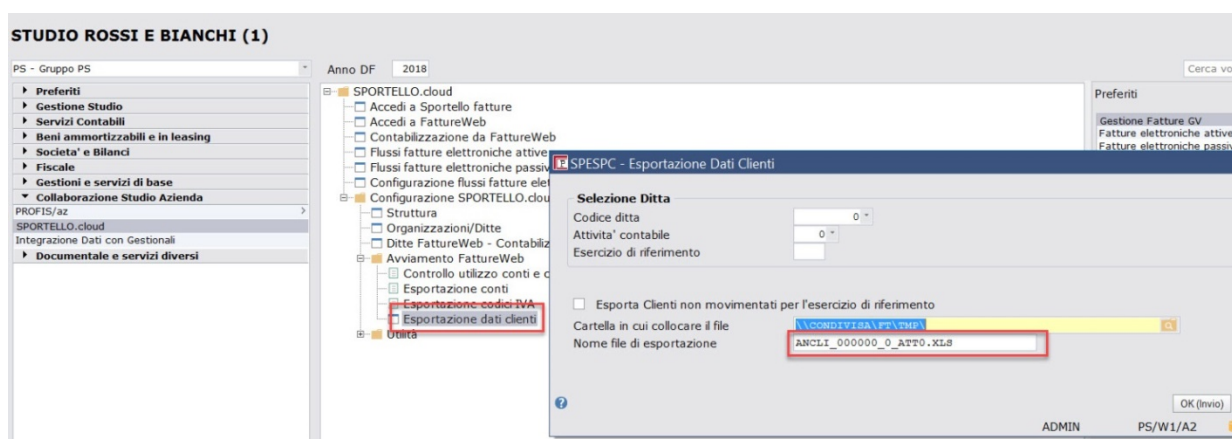 STUDIO ROSSI E BIANCHI (1)
PS - Gruppo PS
Anno DF 2018
Cerca vo
Preferiti
Gestione Studio
Servizi Contabili
Beni ammortizzabili e in leasing
Societa' e Bilanci
Fiscale
Gestioni e servizi di base
Collaborazione Studio Azienda
PROFIS/az
SPORTELLO.cloud
Integrazione Dati con Gestionali
Documentale e servizi diversi
SPORTELLO.cloud
Accedi a Sportello fatture
Accedi a FattureWeb
Contabilizzazione da FattureWeb
Flussi fatture elettroniche attive
Flussi fatture elettroniche passiv
Configurazione flussi fatture elet
Configurazione SPORTELLO.clou
Struttura
Organizzazioni/Ditte
Ditte FattureWeb - Contabiliz
Avviamento FattureWeb
Controllo utilizzo conti e c
Esportazione conti
Esportazione codici IVA
Esportazione dati clienti
Utilità
Preferiti
Gestione Fatture GV
Fatture elettroniche attive
Fatture elettroniche passiv
SPESPC - Esportazione Dati Clienti
Selezione Ditta
Codice ditta 0
Attivita' contabile 0
Esercizio di riferimento
Esporta Clienti non movimentati per l'esercizio di riferimento
Cartella in cui collocare il file \\CONDIVISA\FT\TMP\
Nome file di esportazione ANCLI_000000_0_ATT0.XLS
OK (Invio)
ADMIN PS/W1/A2